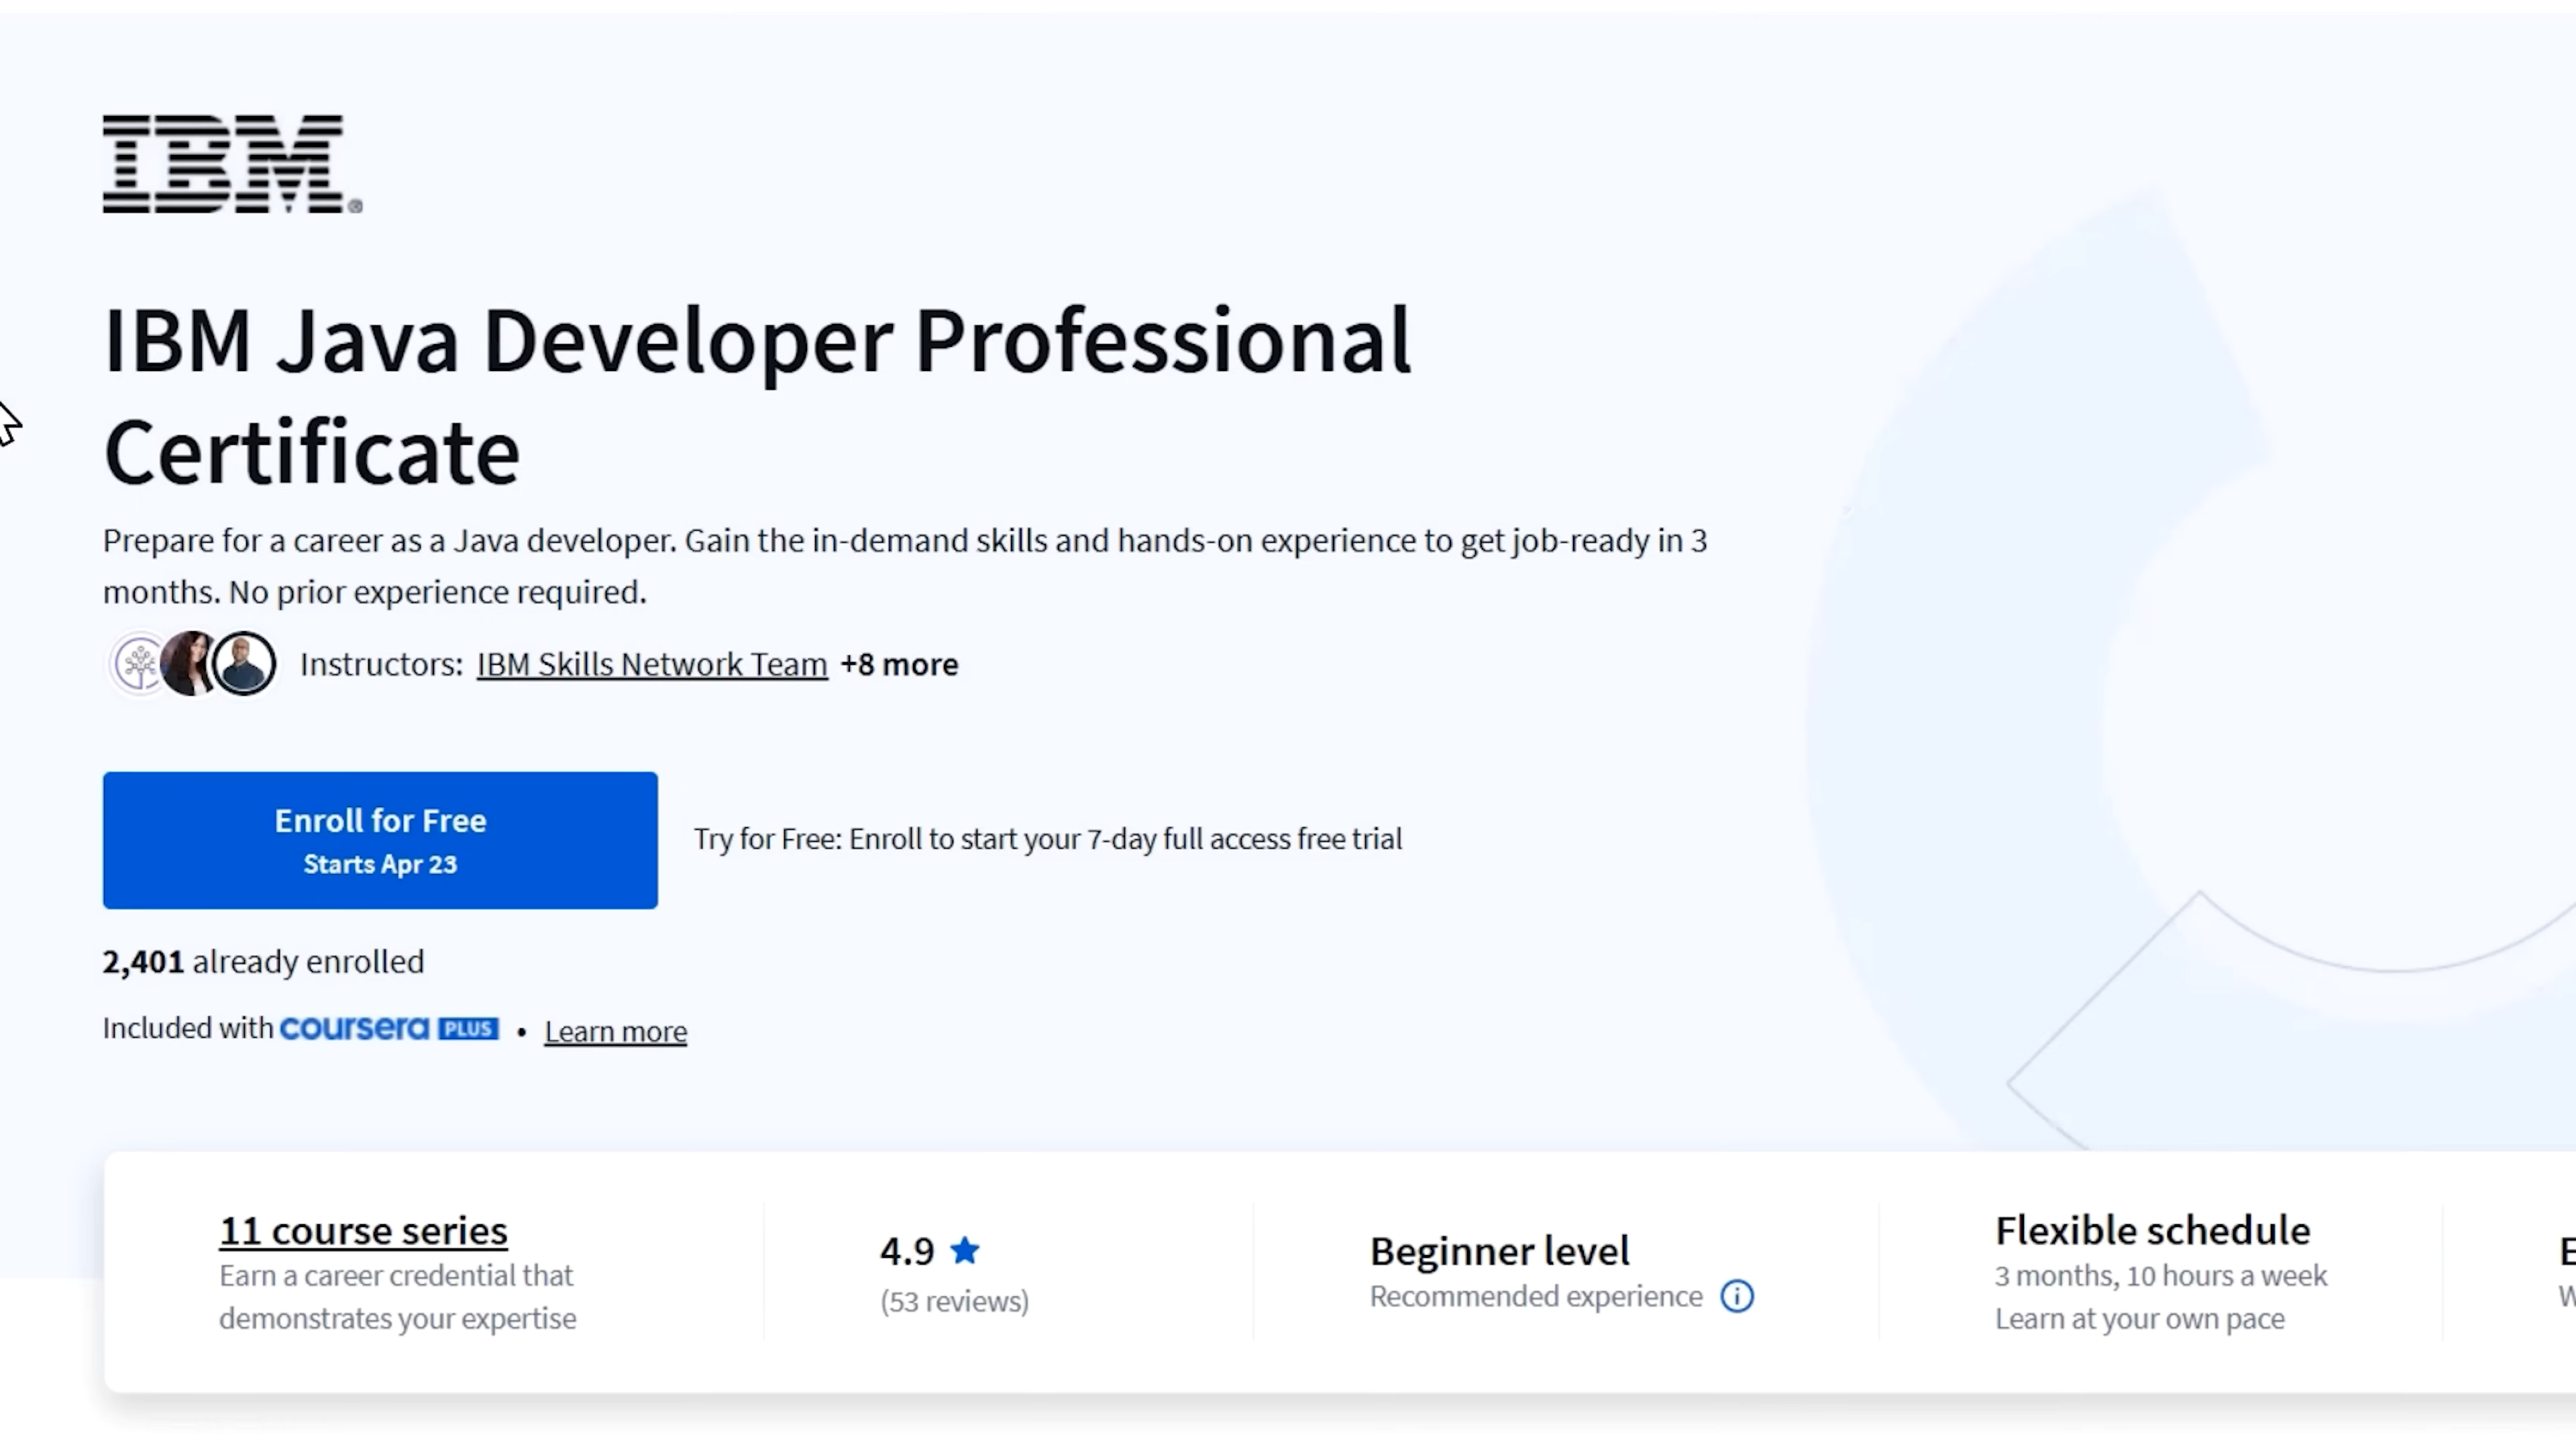 IBM®
IBM Java Developer Professional
Certificate
Prepare for a career as a Java developer. Gain the in-demand skills and hands-on experience to get job-ready in 3
months. No prior experience required.
Instructors: IBM Skills Network Team +8 more
Enroll for Free
Starts Apr 23
Try for Free: Enroll to start your 7-day full access free trial
2,401 already enrolled
Included with coursera PLUS • Learn more
11 course series
Earn a career credential that
demonstrates your expertise
4.9 ★
(53 reviews)
Beginner level
Recommended experience
Flexible schedule
3 months, 10 hours a week
Learn at your own pace